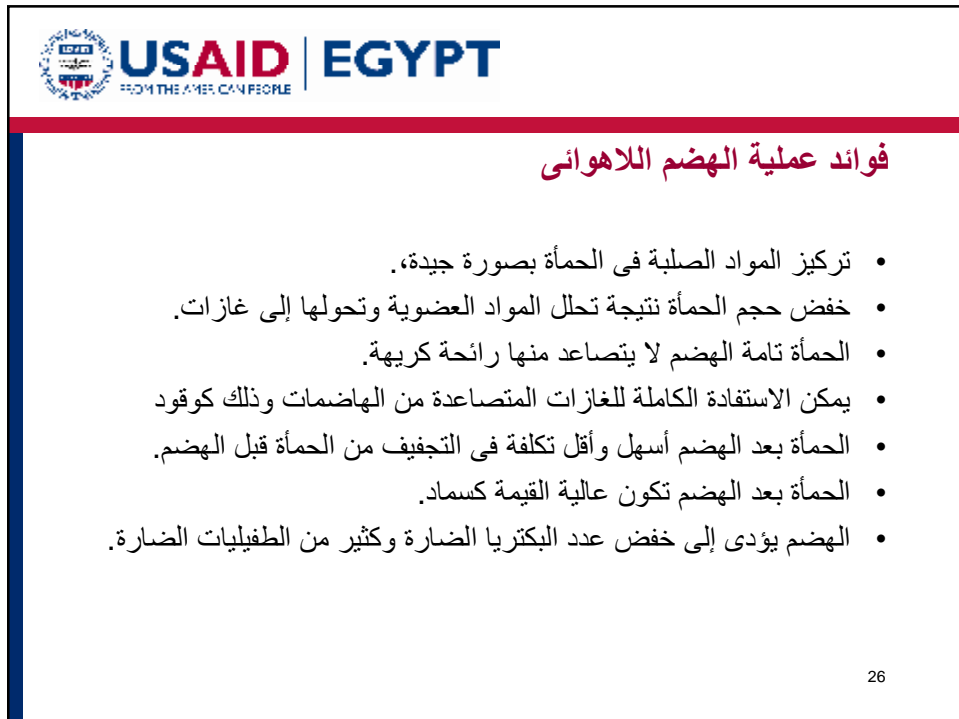 USAID
USAID | EGYPT
FROM THE AMERICAN PEOPLE
فوائد عملية الهضم اللاهوائى
• تركيز المواد الصلبة فى الحمأة بصورة جيدة،.
• خفض حجم الحمأة نتيجة تحلل المواد العضوية وتحولها إلى غازات.
• الحمأة تامة الهضم لا يتصاعد منها رائحة كريهة.
• يمكن الاستفادة الكاملة للغازات المتصاعدة من الهاضمات وذلك كوقود
• الحمأة بعد الهضم أسهل وأقل تكلفة فى التجفيف من الحمأة قبل الهضم.
• الحمأة بعد الهضم تكون عالية القيمة كسماد.
• الهضم يؤدى إلى خفض عدد البكتريا الضارة وكثير من الطفيليات الضارة.
26